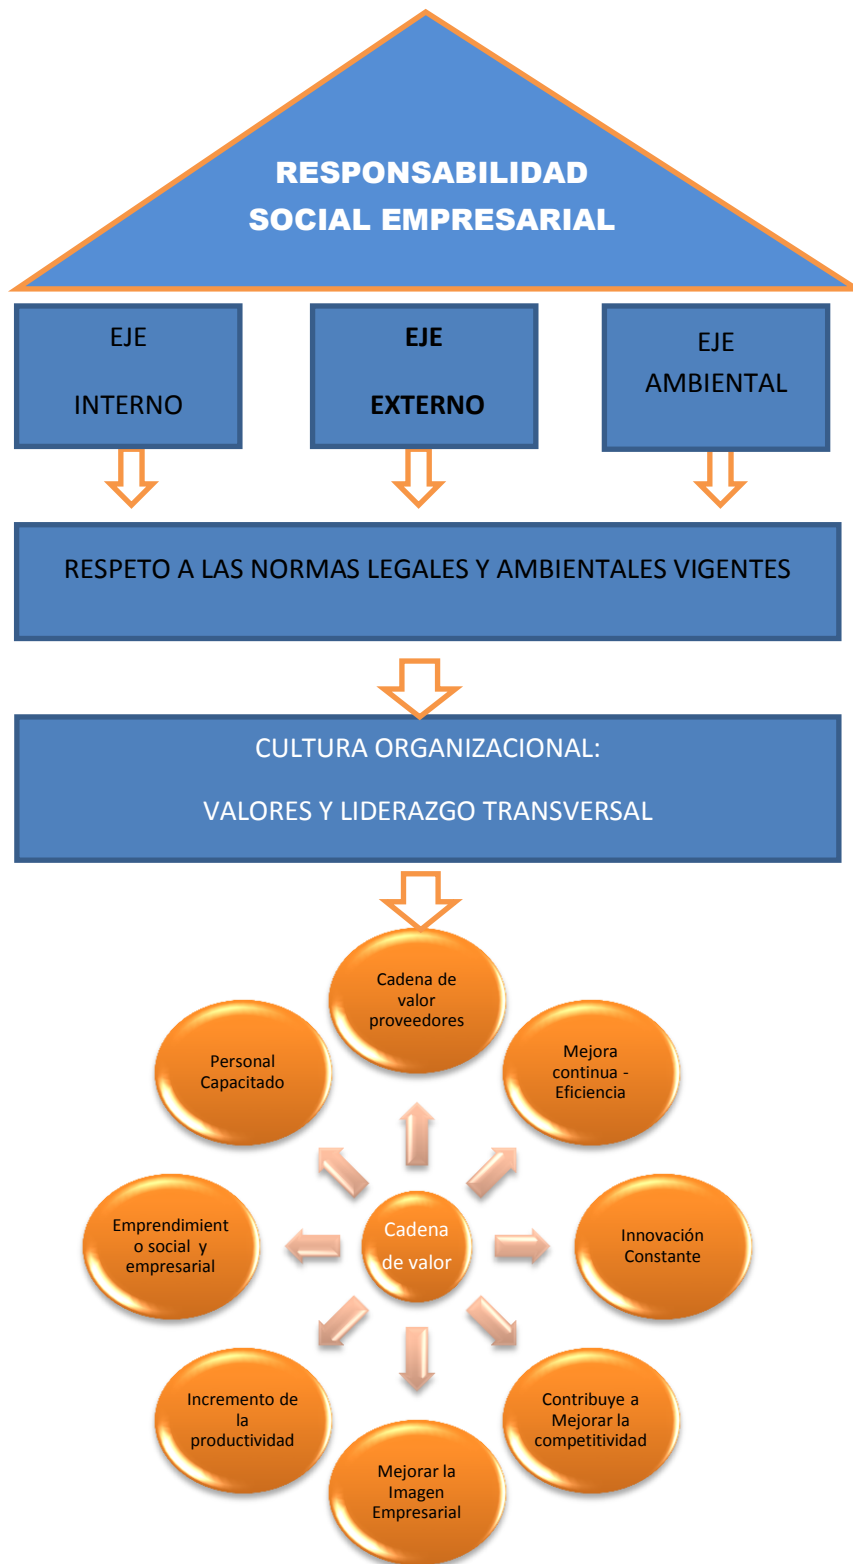 RESPONSABILIDAD
SOCIAL EMPRESARIAL
EJE
INTERNO
EJE
EXTERNO
EJE
AMBIENTAL
RESPETO A LAS NORMAS LEGALES Y AMBIENTALES VIGENTES
CULTURA ORGANIZACIONAL:
VALORES Y LIDERAZGO TRANSVERSAL
Cadena de
valor
proveedores
Mejora
continua -
Eficiencia
Innovación
Constante
Contribuye a
Mejorar la
competitividad
Mejorar la
Imagen
Empresarial
Incremento de
la
productividad
Emprendimient
o social y
empresarial
Personal
Capacitado
Cadena
de valor